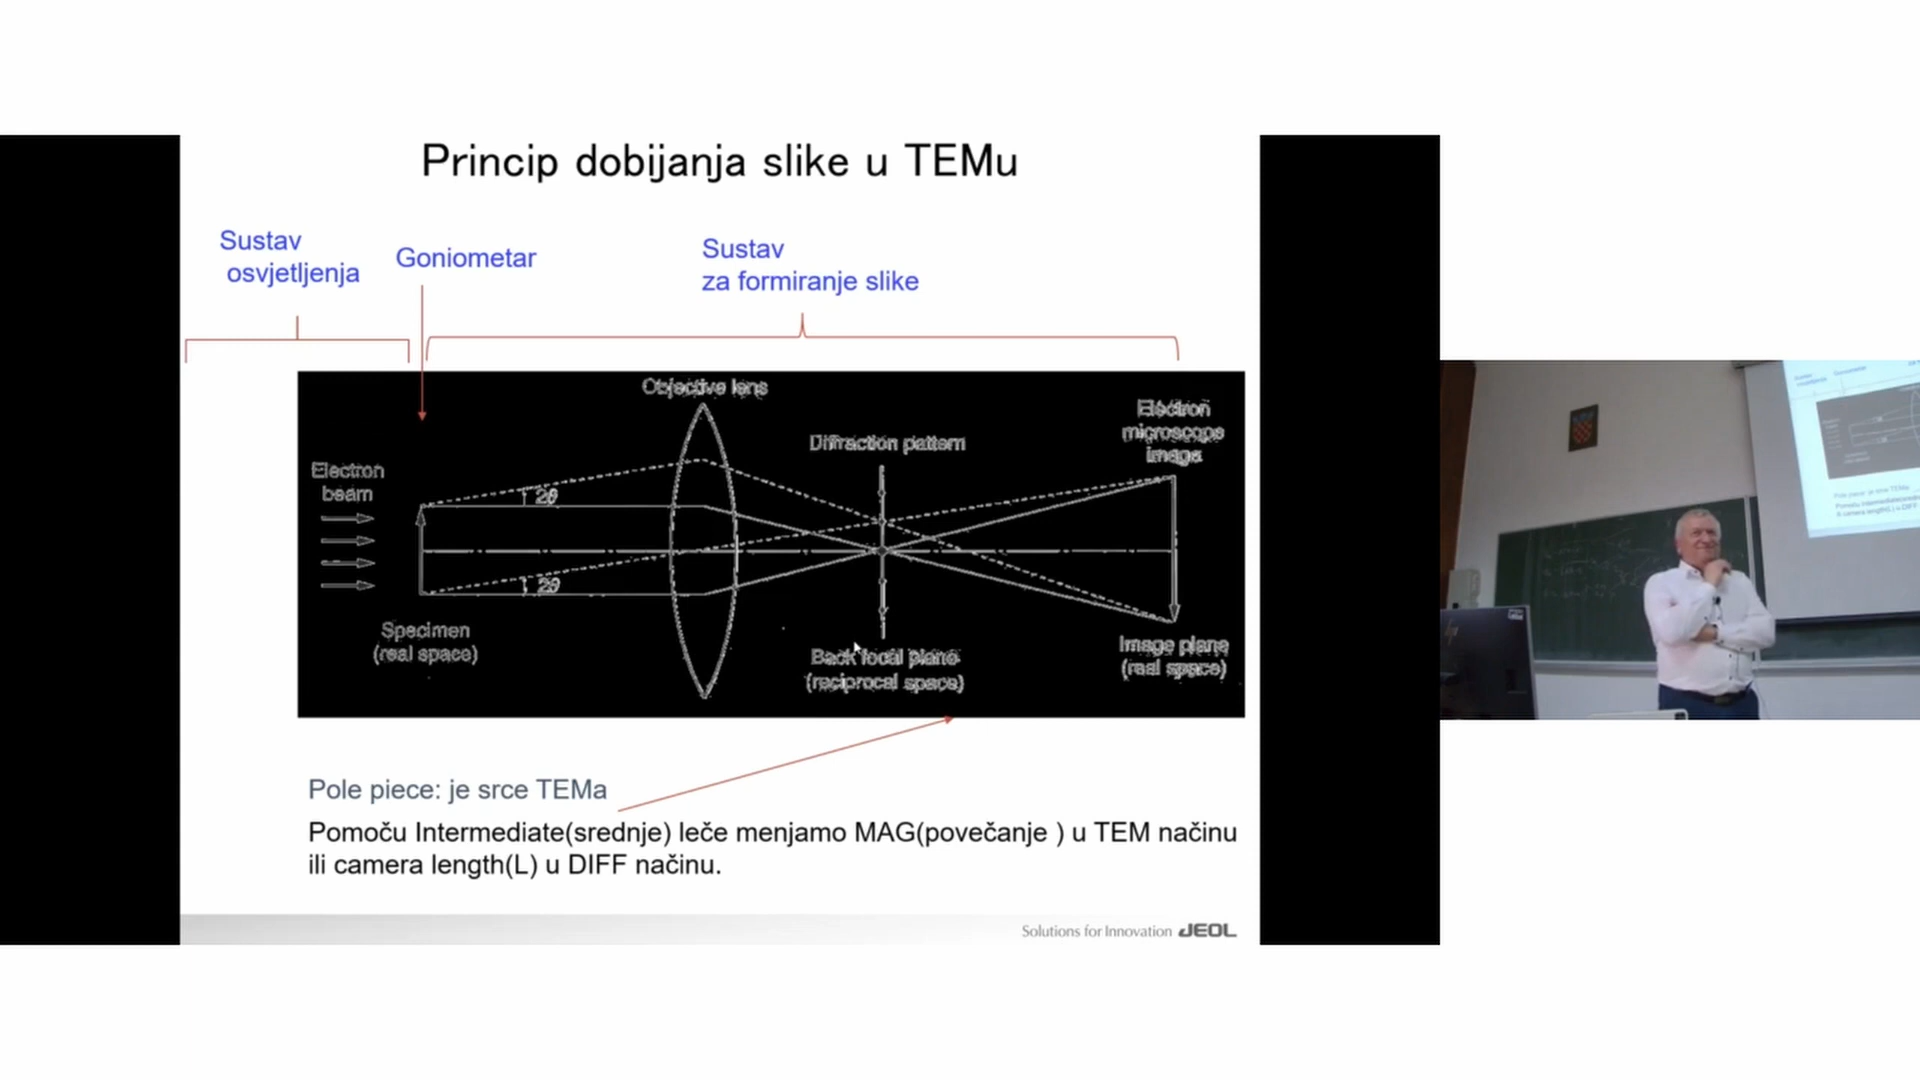 Princip dobijanja slike u TEMu
Sustav
osvjetljenja
Goniometar
Sustav
za formiranje slike
Objective lens
Electron
microscope
image
Diffraction pattern
Electron
beam
2θ
2θ
Specimen
(real space)
Back focal plane
(reciprocal space)
Image plane
(real space)
Pole piece: je srce TEMa
Pomoču Intermediate(srednje) leče menjamo MAG(povečanje ) u TEM načinu
ili camera length(L) u DIFF načinu.
Solutions for Innovation JEOL